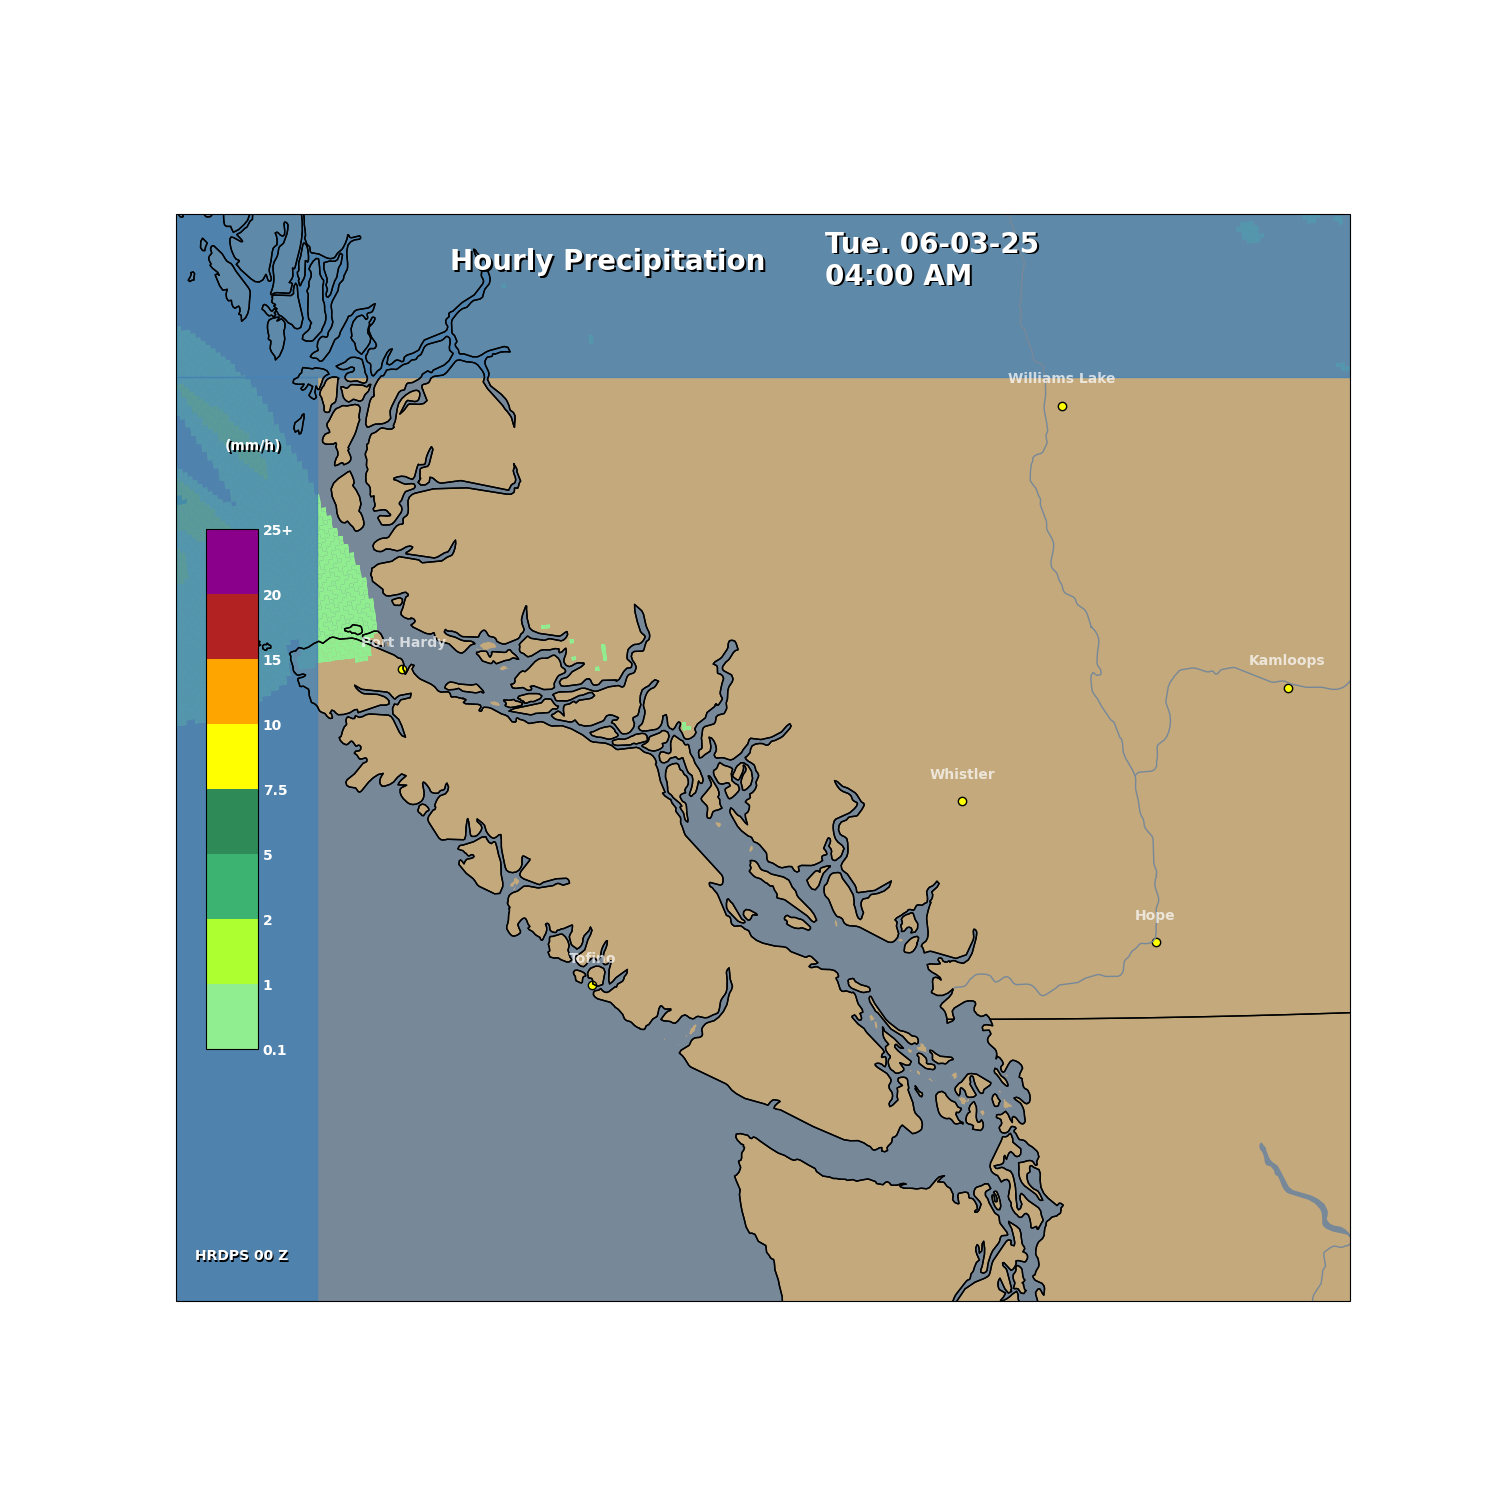 Hourly Precipitation
Tue. 06-03-25
04:00 AM
Williams Lake
(mm/h)
25+
20
15
10
7.5
5
2
1
0.1
Port Hardy
Kamloops
Whistler
Hope
Tofino
HRDPS 00 Z